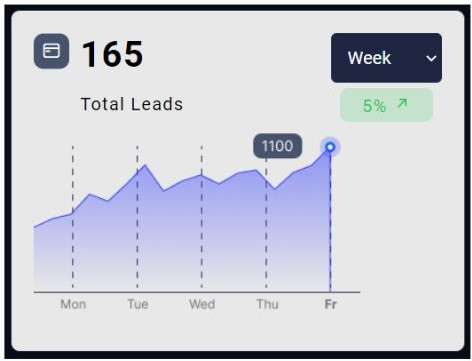 165
Week
Total Leads
5%
1100
Mon Tue Wed Thu Fr